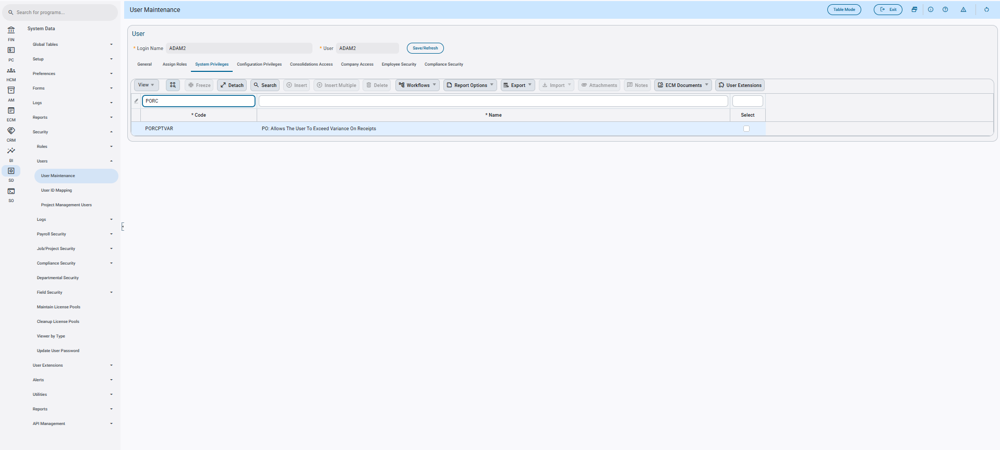 Search for programs...
FIN
PC
HCM
AM
ECM
CRM
BI
SD
SO
System Data
Global Tables
Setup
Preferences
Forms
Logs
Reports
Security
Roles
Users
User Maintenance
User ID Mapping
Project Management Users
Logs
Payroll Security
Job/Project Security
Compliance Security
Departmental Security
Field Security
Maintain License Pools
Cleanup License Pools
Viewer by Type
Update User Password
User Extensions
Alerts
Utilities
Reports
API Management
User Maintenance
Table Mode
Exit
User
* Login Name ADAM2 * User ADAM2 Save/Refresh
General Assign Roles System Privileges Configuration Privileges Consolidations Access Company Access Employee Security Compliance Security
View Freeze Detach Search Insert Insert Multiple Delete Workflows Report Options Export Import Attachments Notes ECM Documents User Extensions
PORC
* Code * Name Select
PORCPTVAR PO: Allows The User To Exceed Variance On Receipts